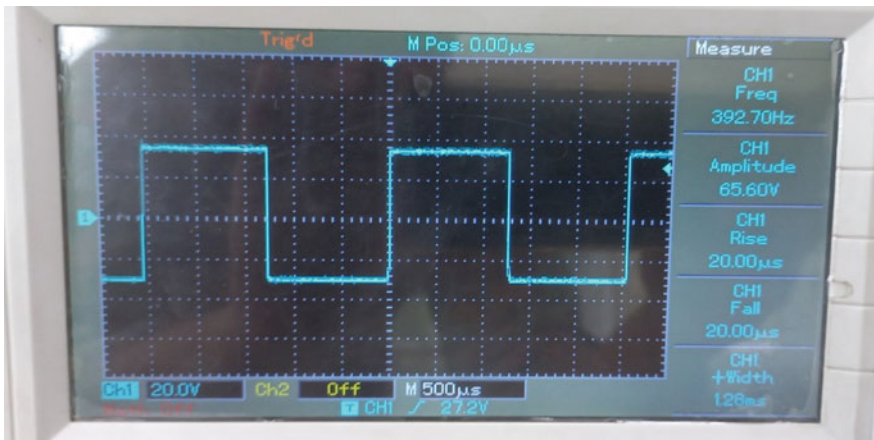 Trig'd M Pos: 0.00μs
Measure
CH1
Freq
392.70Hz
CH1
Amplitude
65.60V
CH1
Rise
20.00μs
CH1
Fall
20.00μs
CH1
+Width
1.28ms
1
Ch1 20.0V Ch2 Off M 500μs
T CH1 27.2V